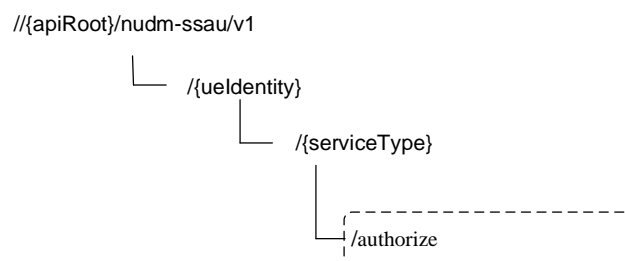 //{apiRoot}/nudm-ssau/v1
/{ueIdentity}
/{serviceType}
/authorize